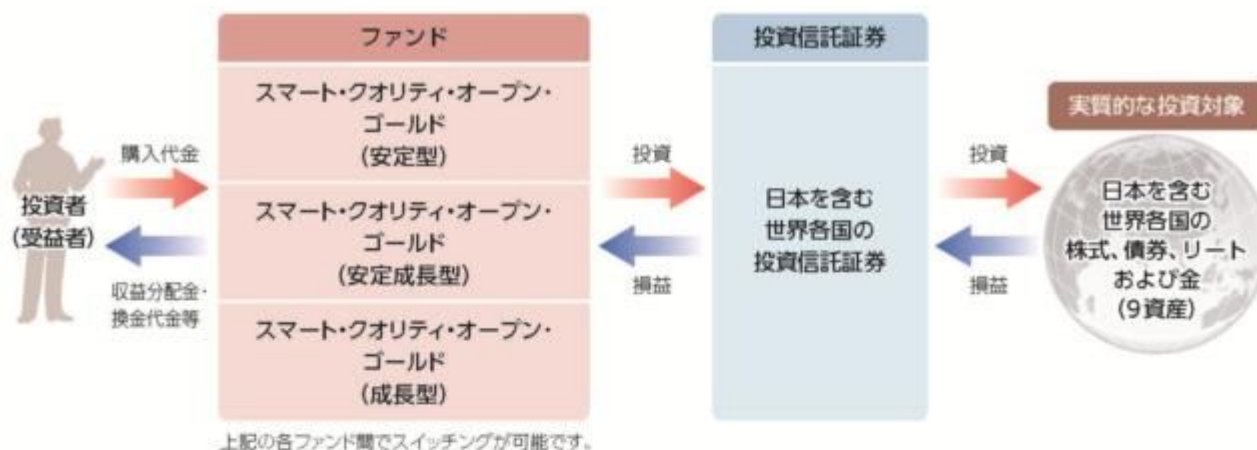 ファンド
スマート・クオリティ・オープン・
ゴールド
(安定型)
スマート・クオリティ・オープン・
ゴールド
(安定成長型)
スマート・クオリティ・オープン・
ゴールド
(成長型)
上記の各ファンド間でスイッチングが可能です。
投資者
(受益者)
購入代金
収益分配金・
換金代金等
投資
損益
投資信託証券
日本を含む
世界各国の
投資信託証券
投資
損益
実質的な投資対象
日本を含む
世界各国の
株式、債券、リート
および金
(9資産)